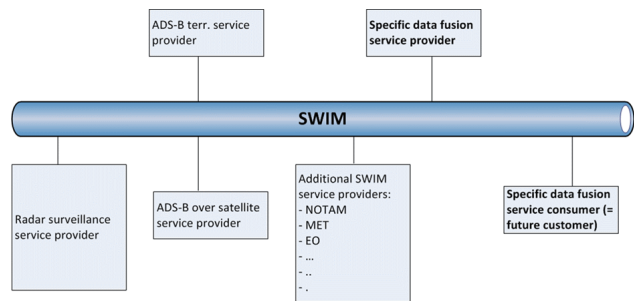 ADS-B terr. service
provider
Specific data fusion
service provider
SWIM
Radar surveillance
service provider
ADS-B over satellite
service provider
Additional SWIM
service providers:
- NOTAM
- MET
- EO
- ...
- ..
- .
Specific data fusion
service consumer (=
future customer)